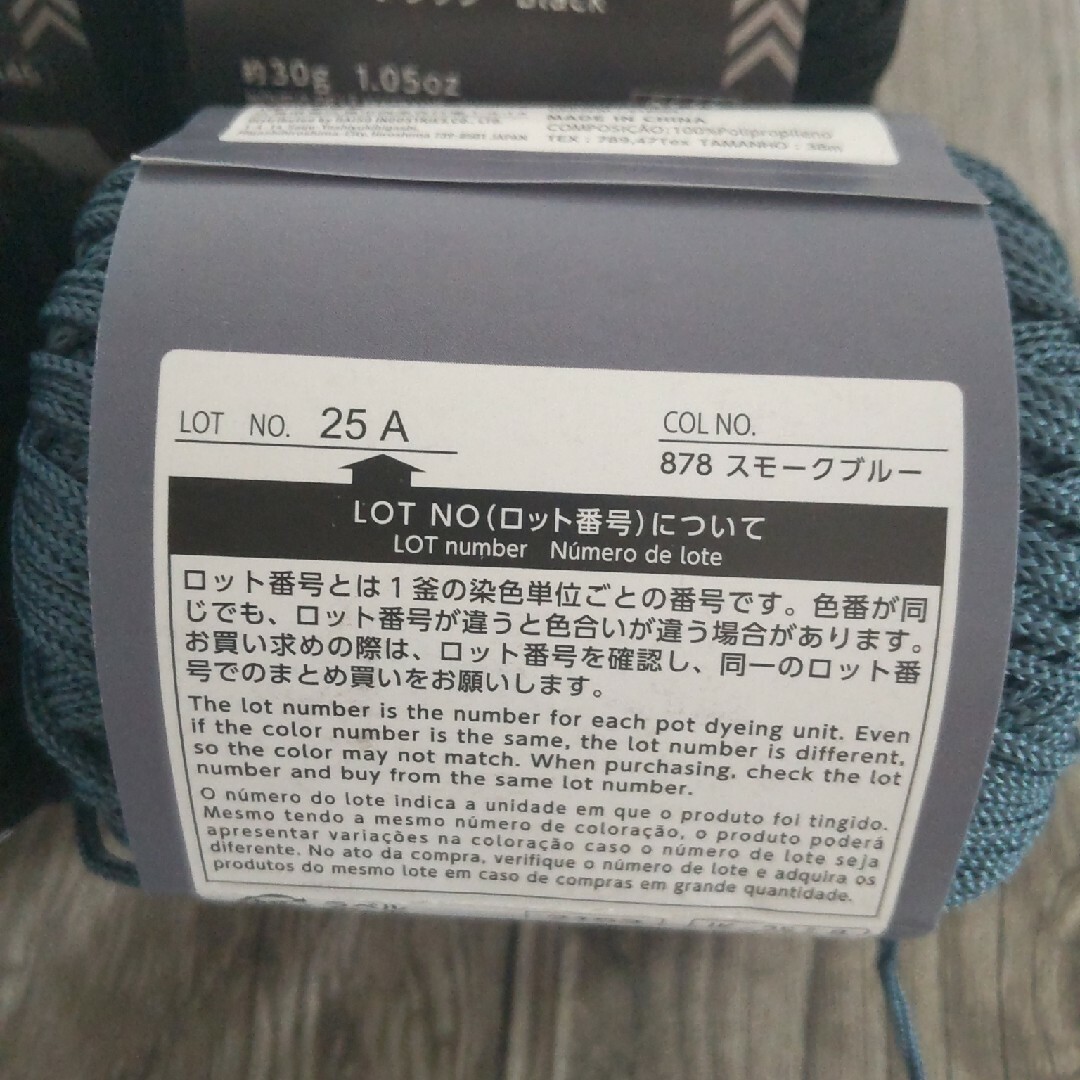 Black
約30g 1.05oz
MADE IN CHINA
COMPOSIÇÃO:100%Polipropileno
TEX : 789,47Tex TAMANHO : 38m
LOT NO. 25 A
COL NO.
878 スモークブルー
LOT NO(ロット番号)について
LOT number Número de lote
ロット番号とは1釜の染色単位ごとの番号です。色番が同
じでも、ロット番号が違うと色合いが違う場合があります。
お買い求めの際は、ロット番号を確認し、同一のロット番
号でのまとめ買いをお願いします。
The lot number is the number for each pot dyeing unit. Even
if the color number is the same, the lot number is different,
so the color may not match. When purchasing, check the lot
number and buy from the same lot number.
O número do lote indica a unidade em que o produto foi tingido.
Mesmo tendo a mesmo número de coloração, o produto poderá
apresentar variações na coloração caso o número de lote seja
diferente. No ato da compra, verifique o número de lote e adquira os
produtos do mesmo lote em caso de compras em grande quantidade.